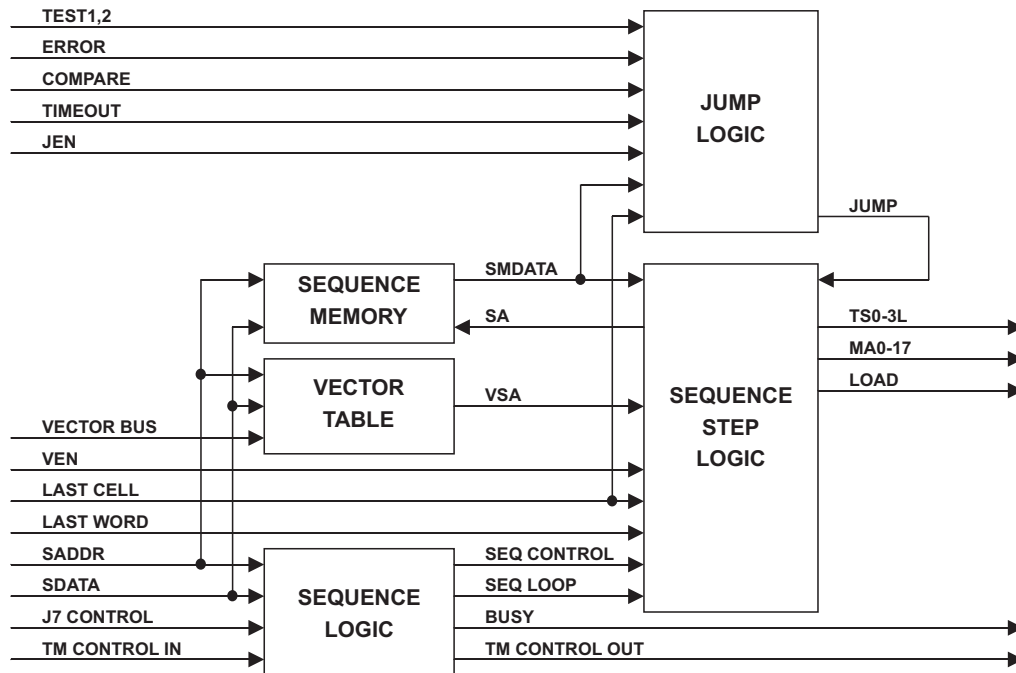 TEST1,2
ERROR
COMPARE
TIMEOUT
JEN
JUMP
LOGIC
JUMP
SEQUENCE
MEMORY
SMDATA
SA
VECTOR
TABLE
VSA
SEQUENCE
STEP
LOGIC
TS0-3L
MA0-17
LOAD
VECTOR BUS
VEN
LAST CELL
LAST WORD
SADDR
SDATA
J7 CONTROL
TM CONTROL IN
SEQUENCE
LOGIC
SEQ CONTROL
SEQ LOOP
BUSY
TM CONTROL OUT